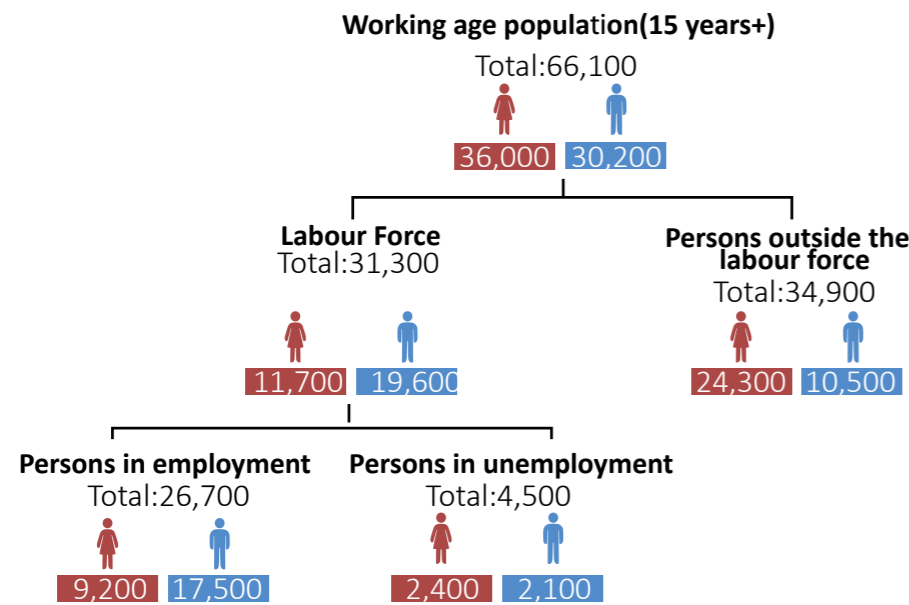 Working age population(15 years+)
Total:66,100
36,000 30,200
Labour Force
Total:31,300
11,700 19,600
Persons outside the
labour force
Total:34,900
24,300 10,500
Persons in employment
Total:26,700
9,200 17,500
Persons in unemployment
Total:4,500
2,400 2,100